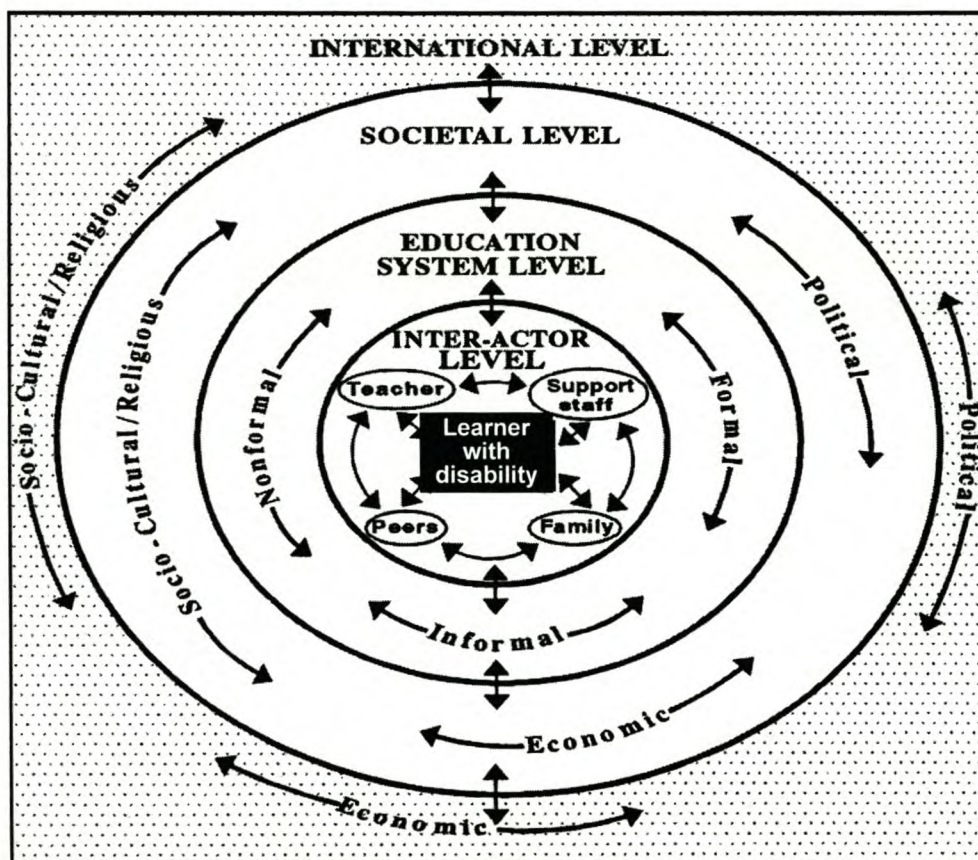 INTERNATIONAL LEVEL
SOCIETAL LEVEL
EDUCATION
SYSTEM LEVEL
INTER-ACTOR
LEVEL
Teacher
Support
staff
Learner
with
disability
Peers
Family
Nonformal
Formal
Informal
Socio-Cultural/Religious
Political
Economic
Socio-Cultural/Religious
Political
Economic